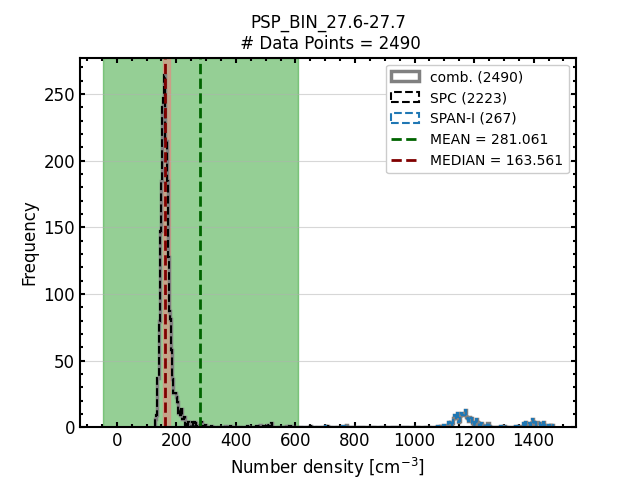 PSP_BIN_27.6-27.7
# Data Points = 2490
comb. (2490)
SPC (2223)
SPAN-I (267)
MEAN = 281.061
MEDIAN = 163.561
Frequency
250
200
150
100
50
0
0 200 400 600 800 1000 1200 1400
Number density [cm⁻³]